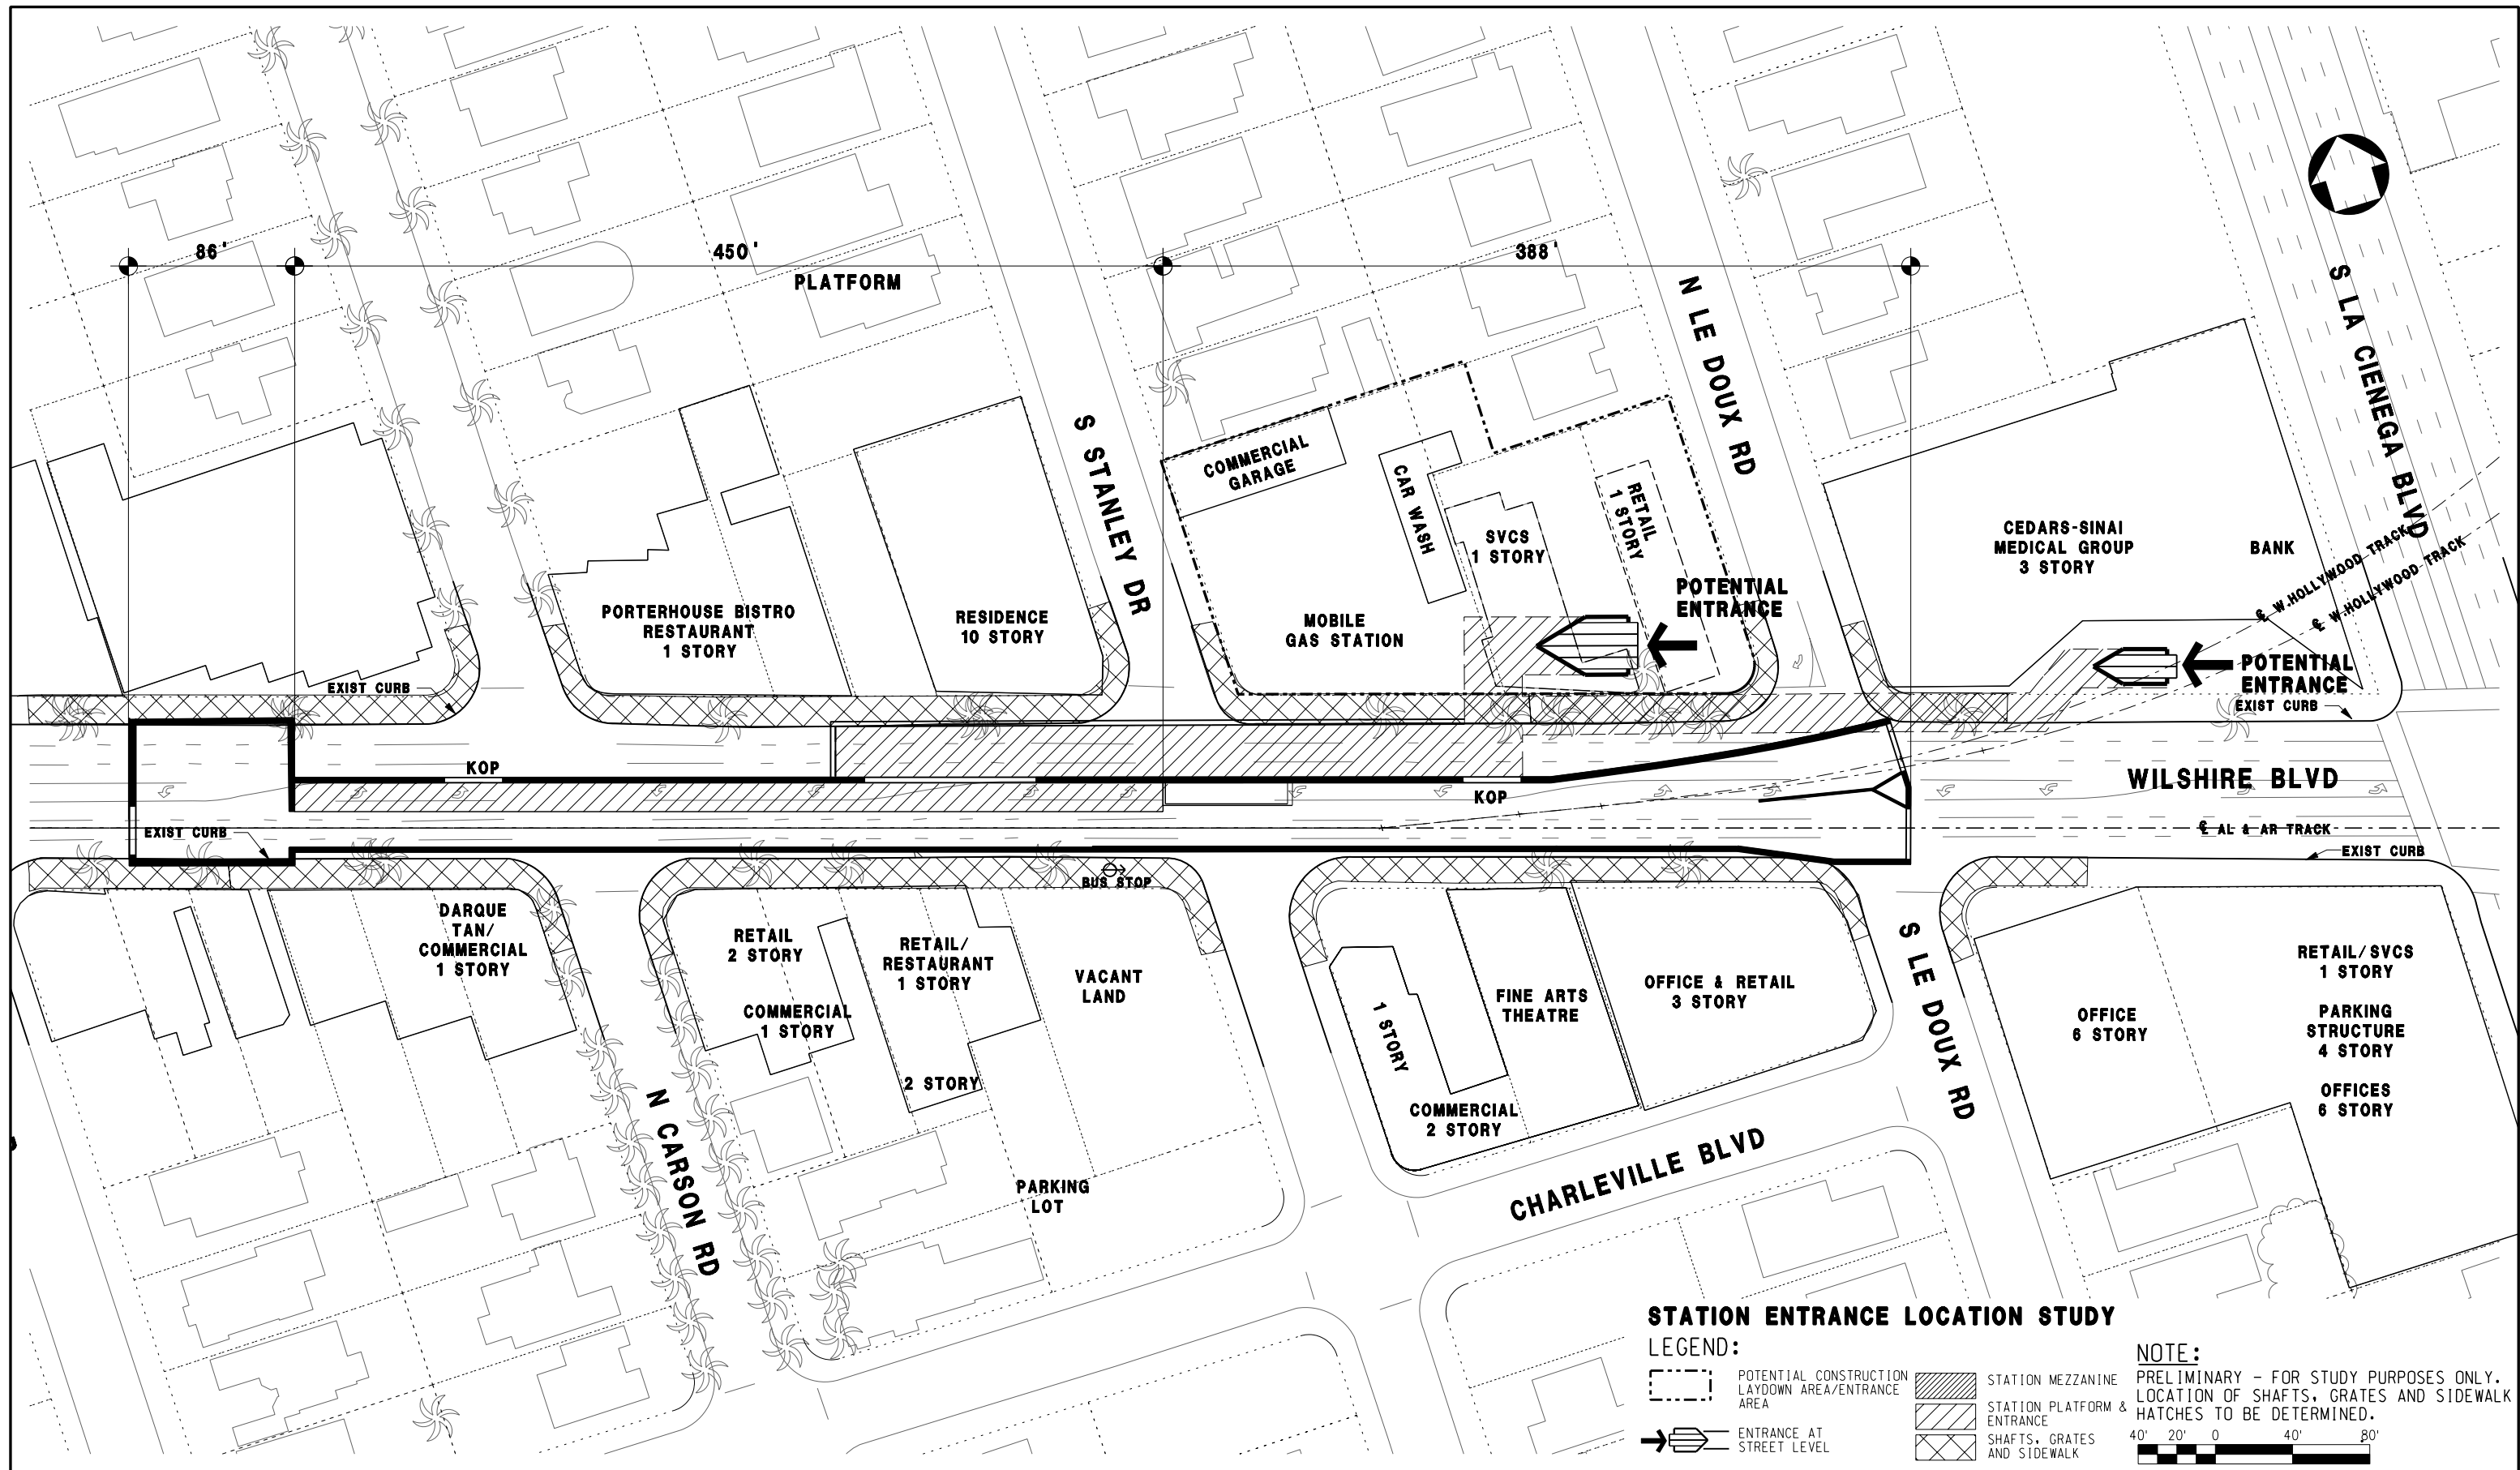 86'
450'
388'
PLATFORM
N LE DOUX RD
S LA CIENEGA BLVD
S STANLEY DR
COMMERCIAL
GARAGE
CAR WASH
RETAIL
1 STORY
SVCS
1 STORY
CEDARS-SINAI
MEDICAL GROUP
3 STORY
BANK
℄ W.HOLLYWOOD TRACK
℄ W.HOLLYWOOD TRACK
PORTERHOUSE BISTRO
RESTAURANT
1 STORY
RESIDENCE
10 STORY
MOBILE
GAS STATION
POTENTIAL
ENTRANCE
POTENTIAL
ENTRANCE
EXIST CURB
EXIST CURB
KOP
KOP
WILSHIRE BLVD
EXIST CURB
℄ AL & AR TRACK
EXIST CURB
BUS STOP
DARQUE
TAN/
COMMERCIAL
1 STORY
RETAIL
2 STORY
COMMERCIAL
1 STORY
RETAIL/
RESTAURANT
1 STORY
2 STORY
VACANT
LAND
1 STORY
FINE ARTS
THEATRE
OFFICE & RETAIL
3 STORY
COMMERCIAL
2 STORY
S LE DOUX RD
OFFICE
6 STORY
RETAIL/SVCS
1 STORY
PARKING
STRUCTURE
4 STORY
OFFICES
6 STORY
N CARSON RD
PARKING
LOT
CHARLEVILLE BLVD
STATION ENTRANCE LOCATION STUDY
LEGEND:
POTENTIAL CONSTRUCTION
LAYDOWN AREA/ENTRANCE
AREA
ENTRANCE AT
STREET LEVEL
STATION MEZZANINE
STATION PLATFORM &
ENTRANCE
SHAFTS, GRATES
AND SIDEWALK
NOTE:
PRELIMINARY - FOR STUDY PURPOSES ONLY.
LOCATION OF SHAFTS, GRATES AND SIDEWALK
HATCHES TO BE DETERMINED.
40' 20' 0 40' 80'